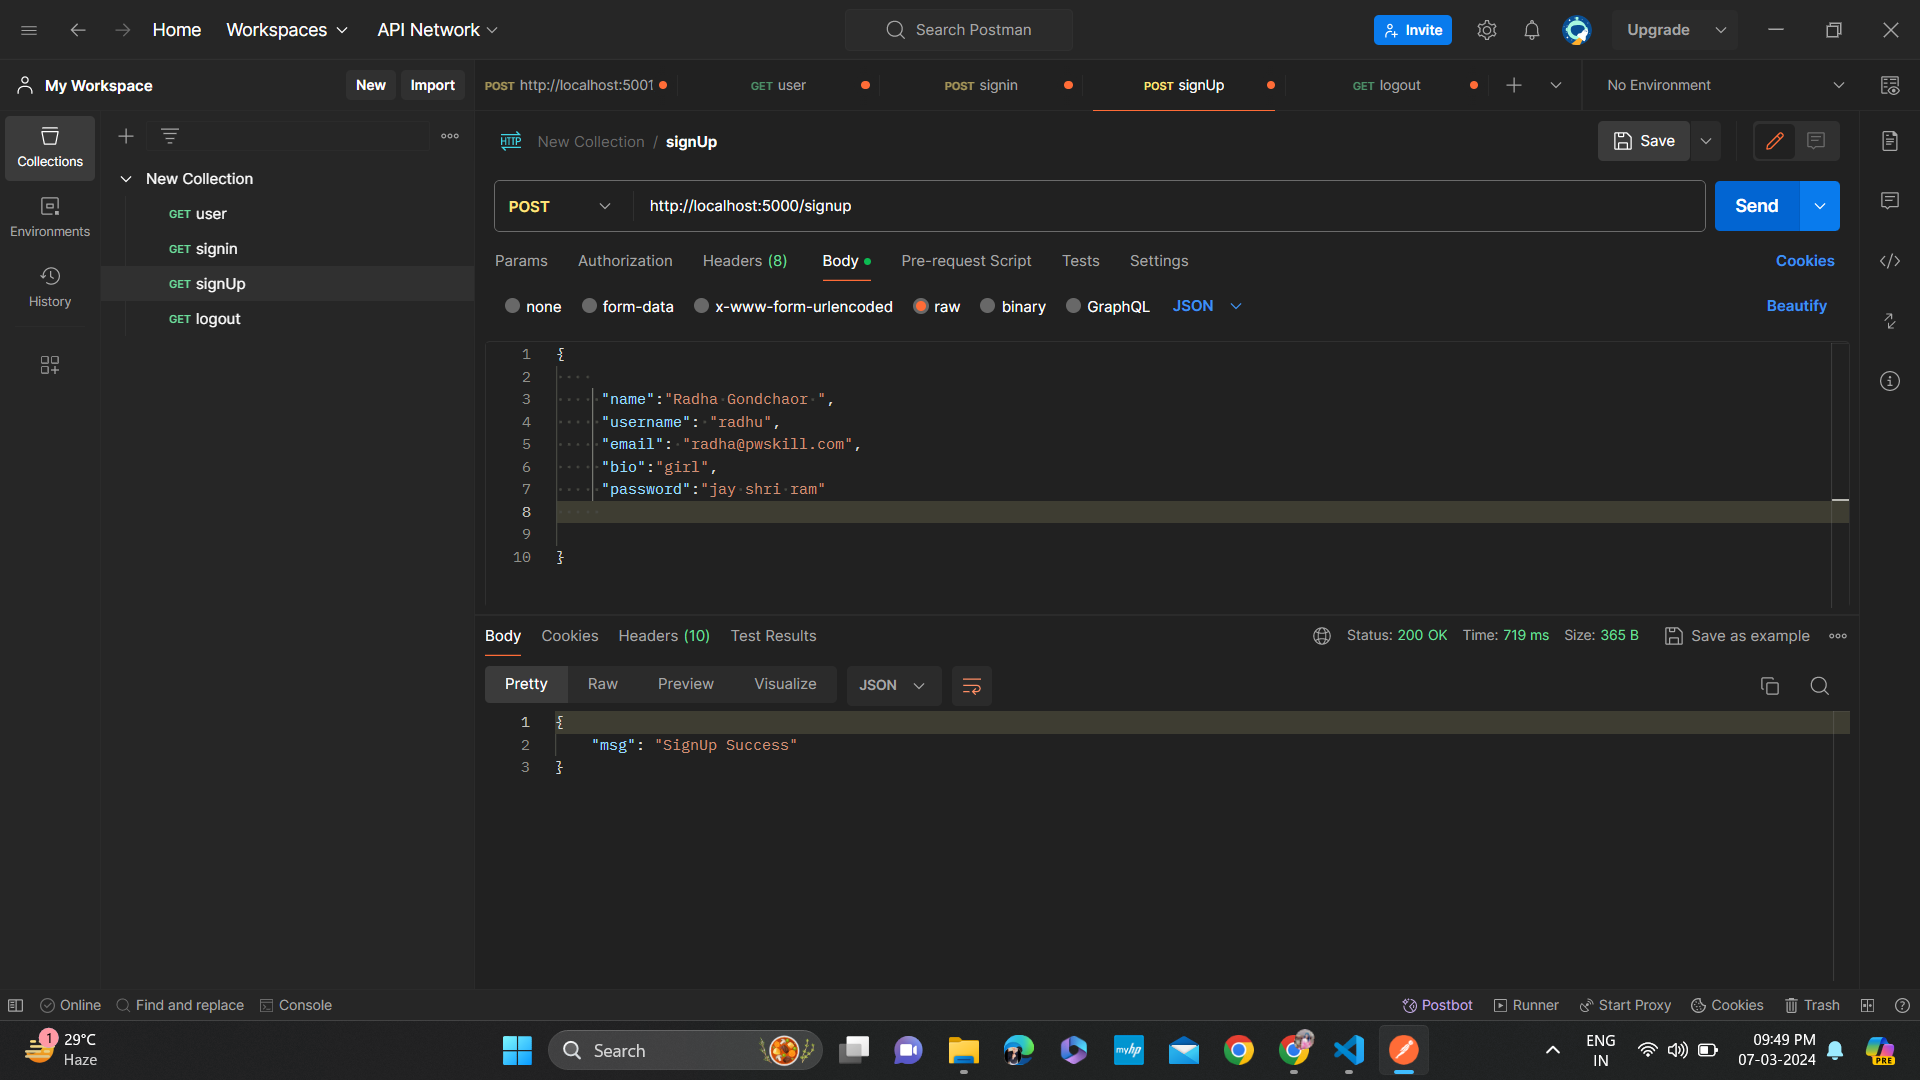 Home Workspaces API Network Search Postman Invite Upgrade
My Workspace New Import POST http://localhost:5001 GET user POST signin POST signUp GET logout No Environment
Collections
Environments
History
New Collection
GET user
GET signin
GET signUp
GET logout
HTTP New Collection / signUp Save
POST http://localhost:5000/signup Send
Params Authorization Headers (8) Body Pre-request Script Tests Settings Cookies
none form-data x-www-form-urlencoded raw binary GraphQL JSON Beautify
1 {
2
3 "name":"Radha Gondchaor ",
4 "username": "radhu",
5 "email": "radha@pwskill.com",
6 "bio":"girl",
7 "password":"jay shri ram"
8
9
10 }
Body Cookies Headers (10) Test Results Status: 200 OK Time: 719 ms Size: 365 B Save as example
Pretty Raw Preview Visualize JSON
1 {
2 "msg": "SignUp Success"
3 }
Online Find and replace Console Postbot Runner Start Proxy Cookies Trash
1 29°C
Haze
Search
myhp
ENG
IN
09:49 PM
07-03-2024
PRE